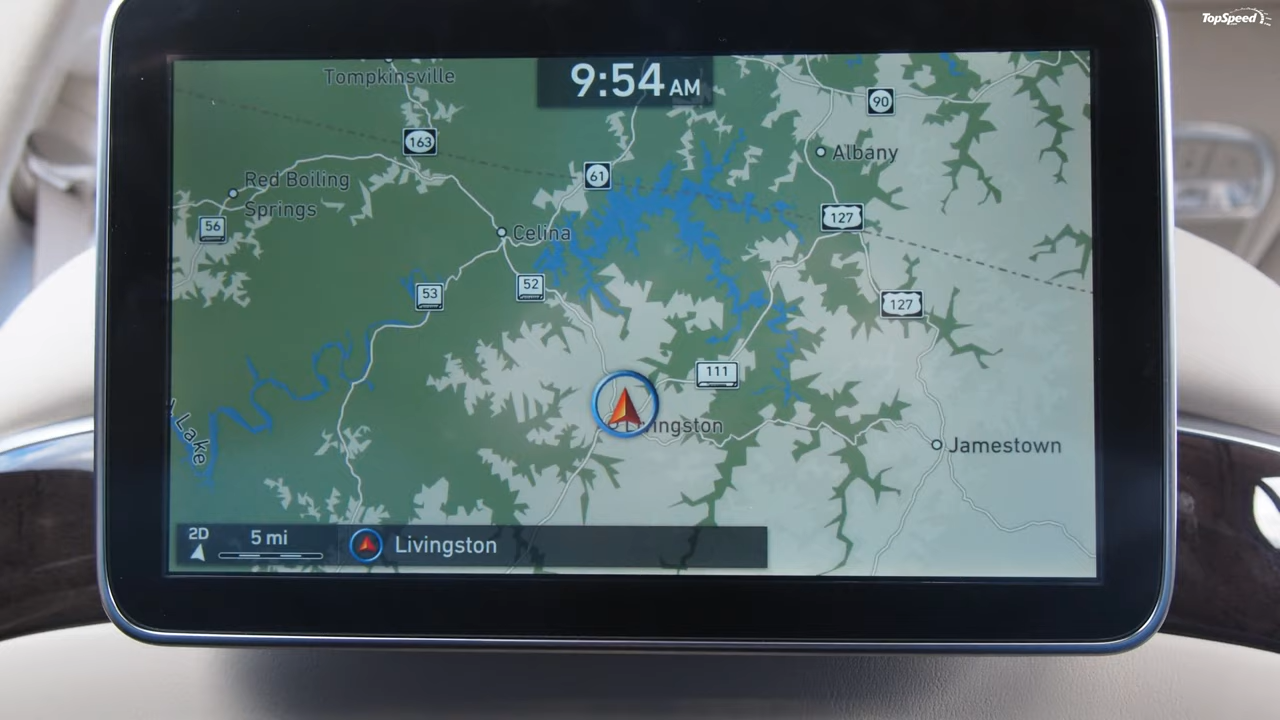 TopSpeed
Tompkinsville
9:54 AM
90
163
Albany
61
Red Boiling
Springs
127
56
Celina
52
53
127
111
Livingston
Jamestown
Lake
2D
5 mi
Livingston